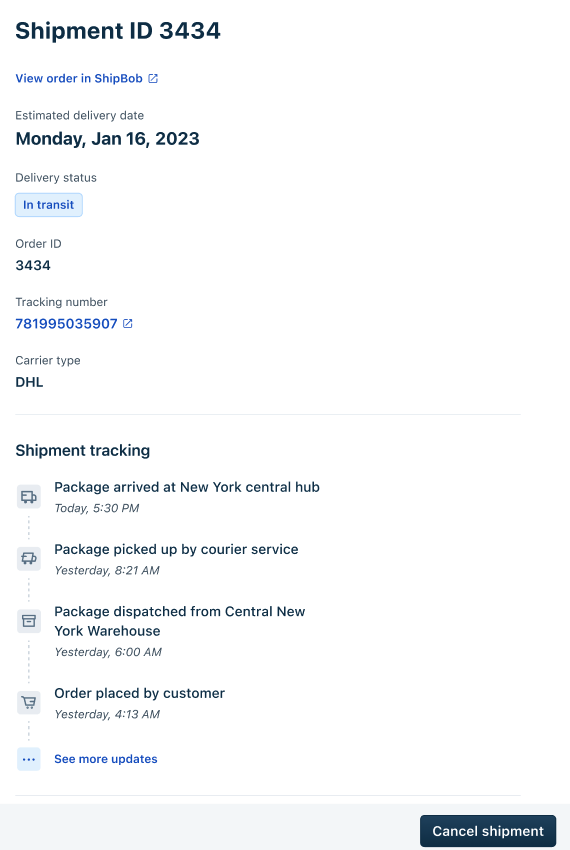 Shipment ID 3434
View order in ShipBob
Estimated delivery date
Monday, Jan 16, 2023
Delivery status
In transit
Order ID
3434
Tracking number
781995035907
Carrier type
DHL
Shipment tracking
Package arrived at New York central hub
Today, 5:30 PM
Package picked up by courier service
Yesterday, 8:21 AM
Package dispatched from Central New
York Warehouse
Yesterday, 6:00 AM
Order placed by customer
Yesterday, 4:13 AM
See more updates
Cancel shipment